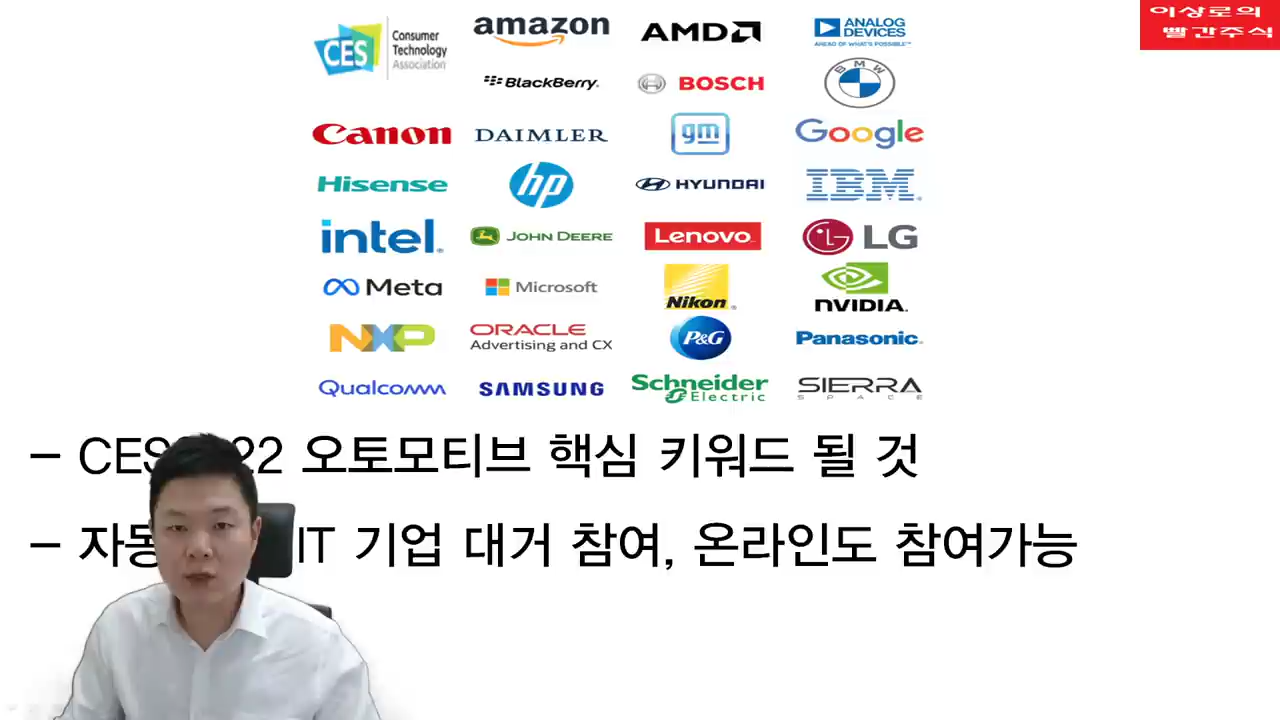 이상로의
빨간주식
CES Consumer Technology Association
amazon
AMD
ANALOG DEVICES
AHEAD OF WHAT'S POSSIBLE™
BlackBerry.
BOSCH
BMW
Canon
DAIMLER
gm
Google
Hisense
hp
HYUNDAI
IBM®
intel®
JOHN DEERE
Lenovo
LG
Meta
Microsoft
Nikon®
NVIDIA.
NXP
ORACLE
Advertising and CX
P&G
Panasonic
Qualcomm
SAMSUNG
Schneider Electric
SIERRA SPACE
- CES 22 오토모티브 핵심 키워드 될 것
- 자동 IT 기업 대거 참여, 온라인도 참여가능